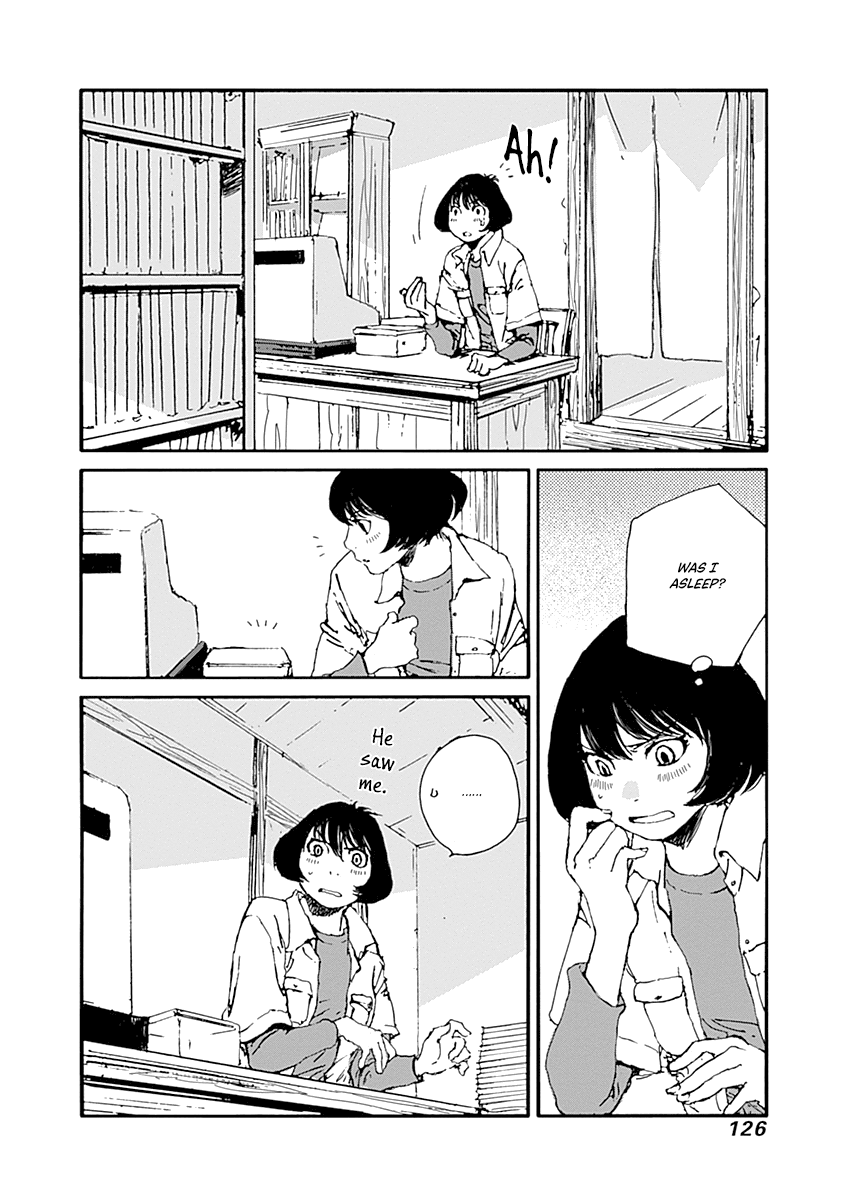 Ah!
WAS I
ASLEEP?
......
He
saw
me.
126